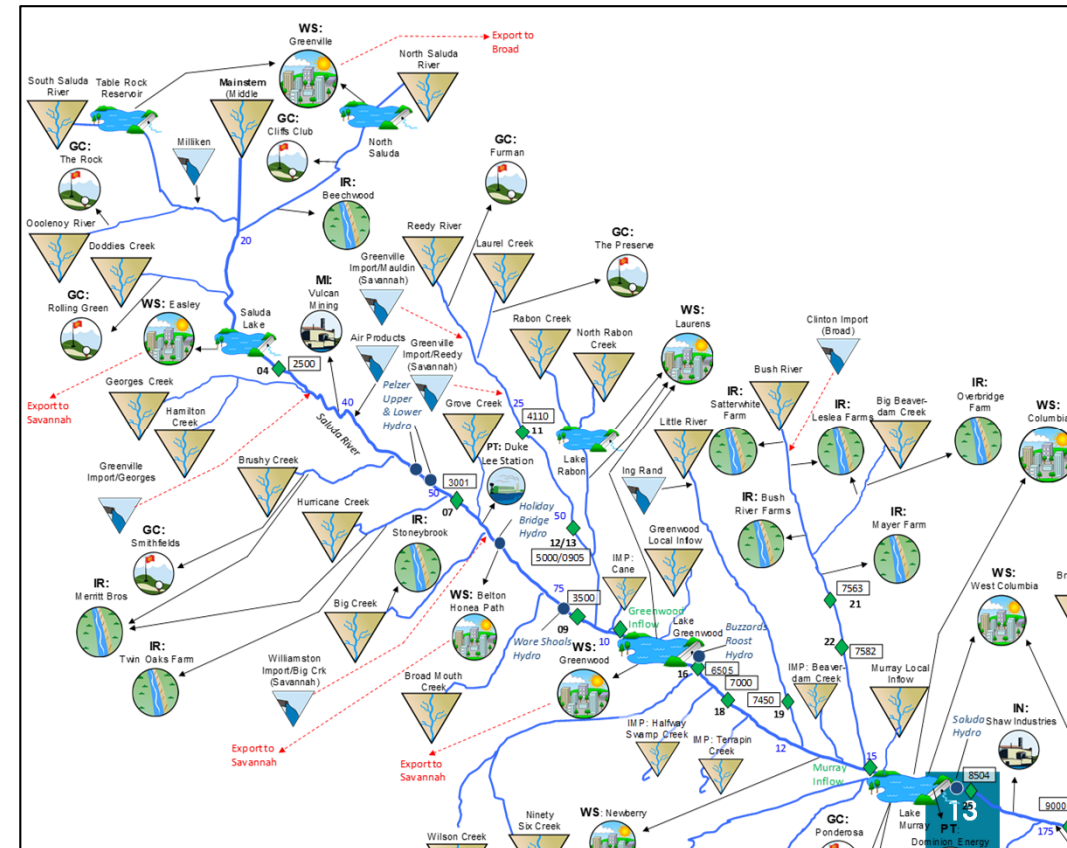 WS:
Greenville
Export to
Broad
North Saluda
River
South Saluda
River
Table Rock
Reservoir
Mainstem
(Middle
GC:
Cliffs Club
North
Saluda
GC:
The Rock
Milliken
GC:
Furman
IR:
Beechwood
Oolenoy River
Doddies Creek
20
Reedy River
Laurel Creek
GC:
The Preserve
Greenville
Import/Mauldin
(Savannah)
GC:
Rolling Green
WS: Easley
Saluda
Lake
MI:
Vulcan
Mining
WS:
Laurens
Clinton Import
(Broad)
Rabon Creek
North Rabon
Creek
Air Products
Greenville
Import/Reedy
(Savannah)
04
2500
Bush River
Georges Creek
Pelzer
Upper
& Lower
Hydro
IR:
Satterwhite
Farm
IR:
Leslea Farms
Big Beaver-
dam Creek
IR:
Overbridge
Farm
Export to
Savannah
Hamilton
Creek
40
Grove Creek
25
4110
11
Little River
WS:
Columbia
Saluda River
PT: Duke
Lee Station
Lake
Rabon
Ing Rand
Greenville
Import/Georges
Brushy Creek
50
3001
07
Hurricane Creek
IR:
Stoneybrook
Holiday
Bridge
Hydro
50
12/13
5000/0905
Greenwood
Local Inflow
IR: Bush
River Farms
IR:
Mayer Farm
GC:
Smithfields
IMP:
Cane
WS:
West Columbia
IR:
Merritt Bros
Big Creek
WS: Belton
Honea Path
75
3500
09
10
Greenwood
Inflow
Lake
Greenwood
Buzzards
Roost
Hydro
7563
21
22
7582
IR:
Twin Oaks Farm
Ware Shoals
Hydro
WS:
Greenwood
16
6505
7000
18
7450
19
IMP: Beaver-
dam Creek
Murray Local
Inflow
Williamston
Import/Big Crk
(Savannah)
Broad Mouth
Creek
Saluda
Hydro
IN:
Shaw Industries
Export to
Savannah
Export to
Savannah
IMP: Halfway
Swamp Creek
IMP: Terrapin
Creek
12
Murray
Inflow
15
8504
25
13
9000
175
Wilson Creek
Ninety
Six Creek
WS: Newberry
GC:
Ponderosa
Lake
Murray
PT:
Dominion Energy